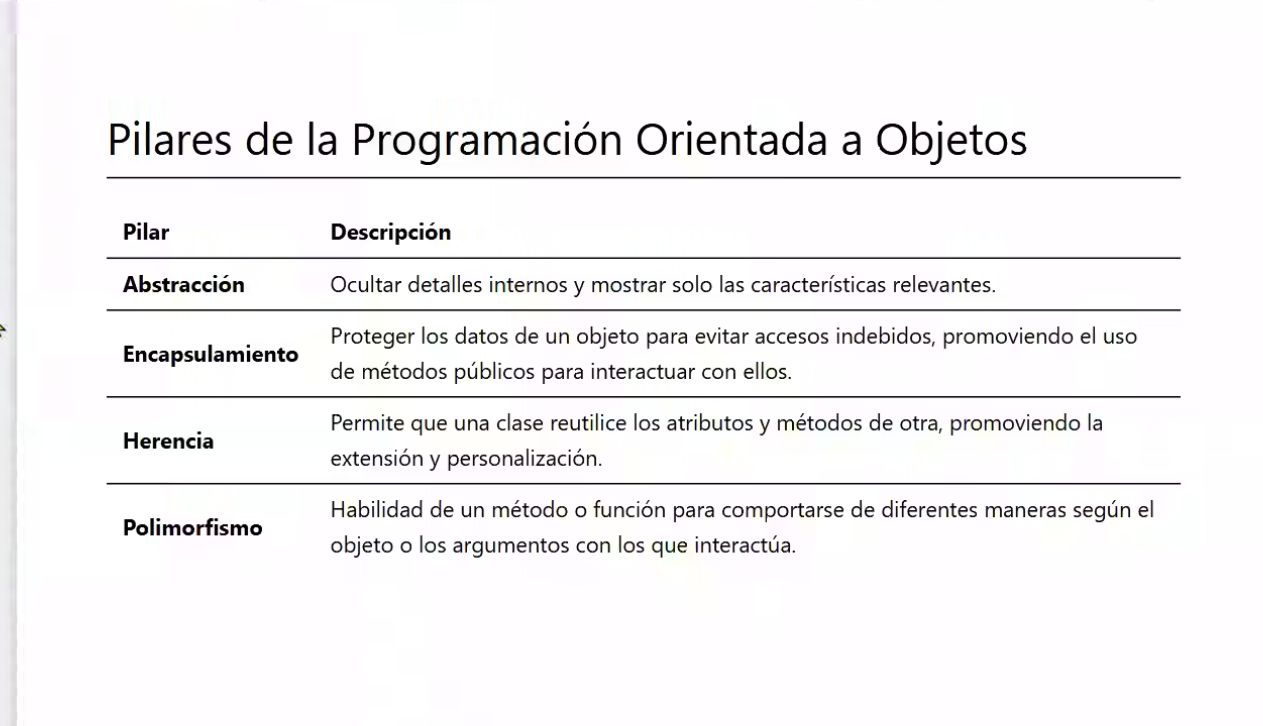 Pilares de la Programación Orientada a Objetos
Pilar Descripción
Abstracción Ocultar detalles internos y mostrar solo las características relevantes.
Encapsulamiento Proteger los datos de un objeto para evitar accesos indebidos, promoviendo el uso
de métodos públicos para interactuar con ellos.
Herencia Permite que una clase reutilice los atributos y métodos de otra, promoviendo la
extensión y personalización.
Polimorfismo Habilidad de un método o función para comportarse de diferentes maneras según el
objeto o los argumentos con los que interactúa.